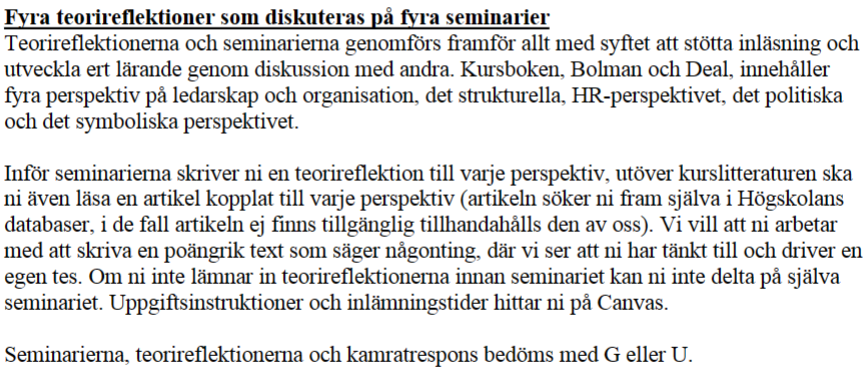 Fyra teorireflektioner som diskuteras på fyra seminarier
Teorireflektionerna och seminarierna genomförs framför allt med syftet att stötta inläsning och
utveckla ert lärande genom diskussion med andra. Kursboken, Bolman och Deal, innehåller
fyra perspektiv på ledarskap och organisation, det strukturella, HR-perspektivet, det politiska
och det symboliska perspektivet.
Inför seminarierna skriver ni en teorireflektion till varje perspektiv, utöver kurslitteraturen ska
ni även läsa en artikel kopplat till varje perspektiv (artikeln söker ni fram själva i Högskolans
databaser, i de fall artikeln ej finns tillgänglig tillhandahålls den av oss). Vi vill att ni arbetar
med att skriva en poängrik text som säger någonting, där vi ser att ni har tänkt till och driver en
egen tes. Om ni inte lämnar in teorireflektionerna innan seminariet kan ni inte delta på själva
seminariet. Uppgiftsinstruktioner och inlämningstider hittar ni på Canvas.
Seminarierna, teorireflektionerna och kamratrespons bedöms med G eller U.